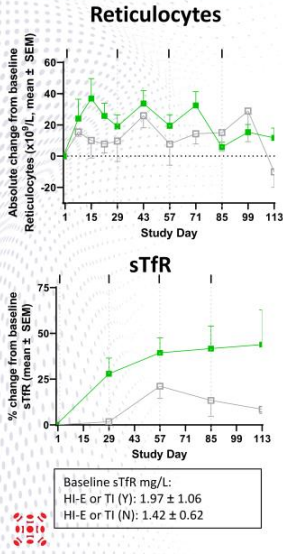 Reticulocytes
Absolute change from baseline
Reticulocytes (x10⁹/L, mean ± SEM)
60
40
20
0
-20
1 15 29 43 57 71 85 99 113
Study Day
sTfR
% change from baseline
sTfR (mean ± SEM)
75
50
25
0
1 15 29 43 57 71 85 99 113
Study Day
Baseline sTfR mg/L:
HI-E or TI (Y): 1.97 ± 1.06
HI-E or TI (N): 1.42 ± 0.62